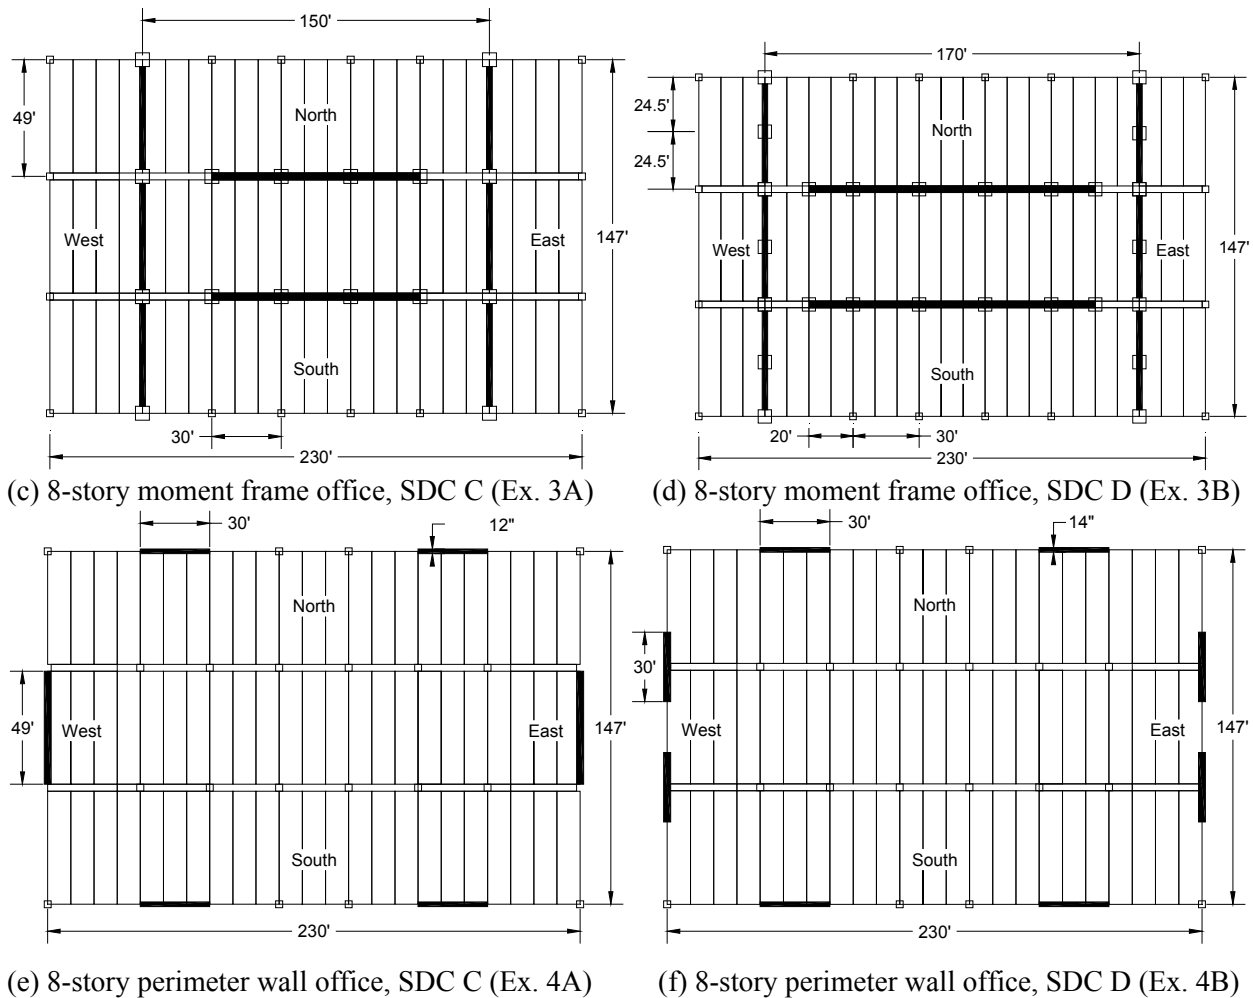 150'
49'
North
West
East
147'
South
30'
230'
(c) 8-story moment frame office, SDC C (Ex. 3A)
170'
24.5'
24.5'
North
West
East
147'
South
20'
30'
230'
(d) 8-story moment frame office, SDC D (Ex. 3B)
30'
12"
North
49'
West
East
147'
South
230'
(e) 8-story perimeter wall office, SDC C (Ex. 4A)
30'
14"
North
30'
West
East
147'
South
230'
(f) 8-story perimeter wall office, SDC D (Ex. 4B)